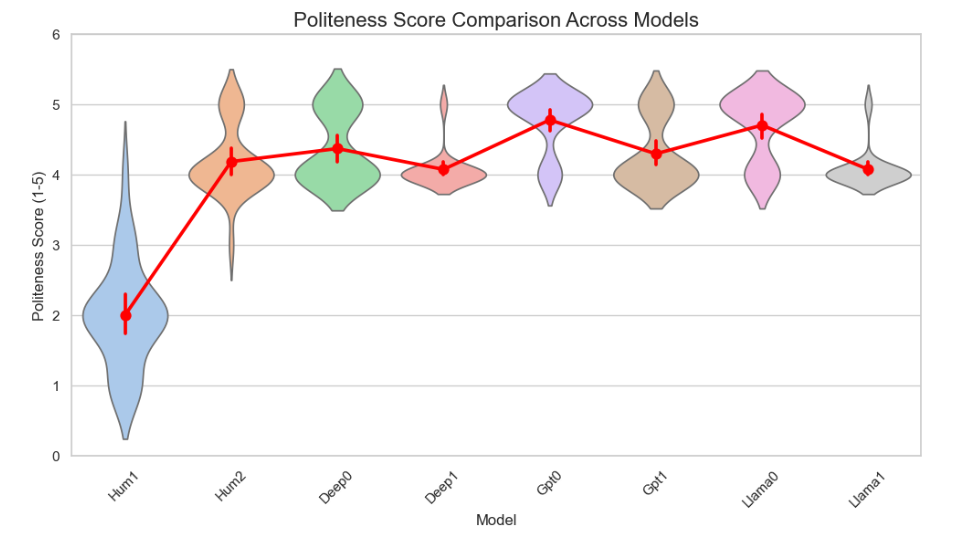 Politeness Score Comparison Across Models
Politeness Score (1-5)
6
5
4
3
2
1
0
Hum1
Hum2
Deep0
Deep1
Gpt0
Gpt1
Llama0
Llama1
Model